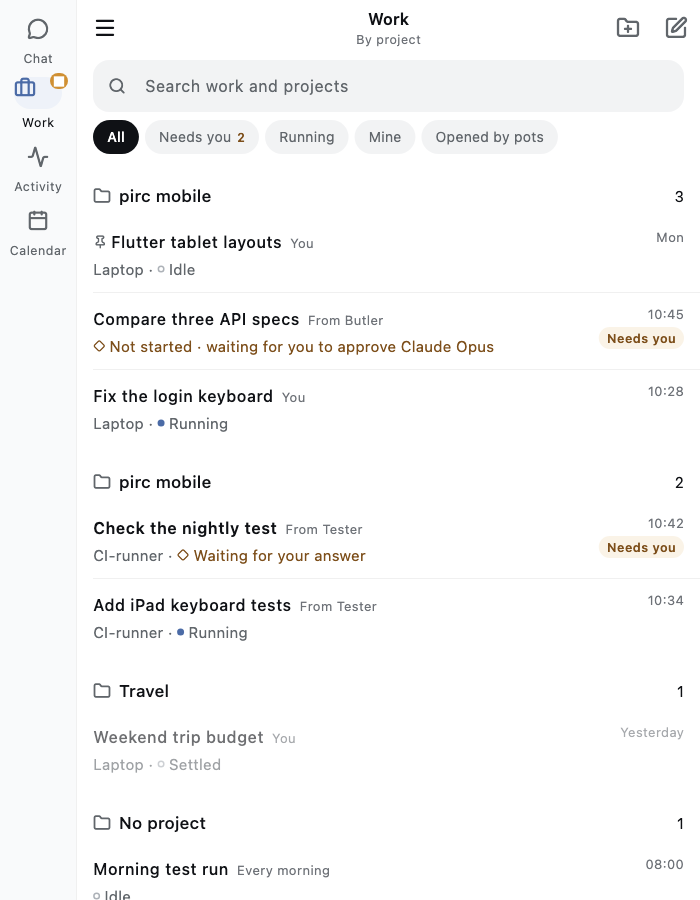 Chat
Work
Activity
Calendar
Work
By project
Search work and projects
All
Needs you 2
Running
Mine
Opened by pots
pirc mobile 3
Flutter tablet layouts You Mon
Laptop · Idle
Compare three API specs From Butler 10:45
Not started · waiting for you to approve Claude Opus Needs you
Fix the login keyboard You 10:28
Laptop · Running
pirc mobile 2
Check the nightly test From Tester 10:42
CI-runner · Waiting for your answer Needs you
Add iPad keyboard tests From Tester 10:34
CI-runner · Running
Travel 1
Weekend trip budget You Yesterday
Laptop · Settled
No project 1
Morning test run Every morning 08:00
Idle